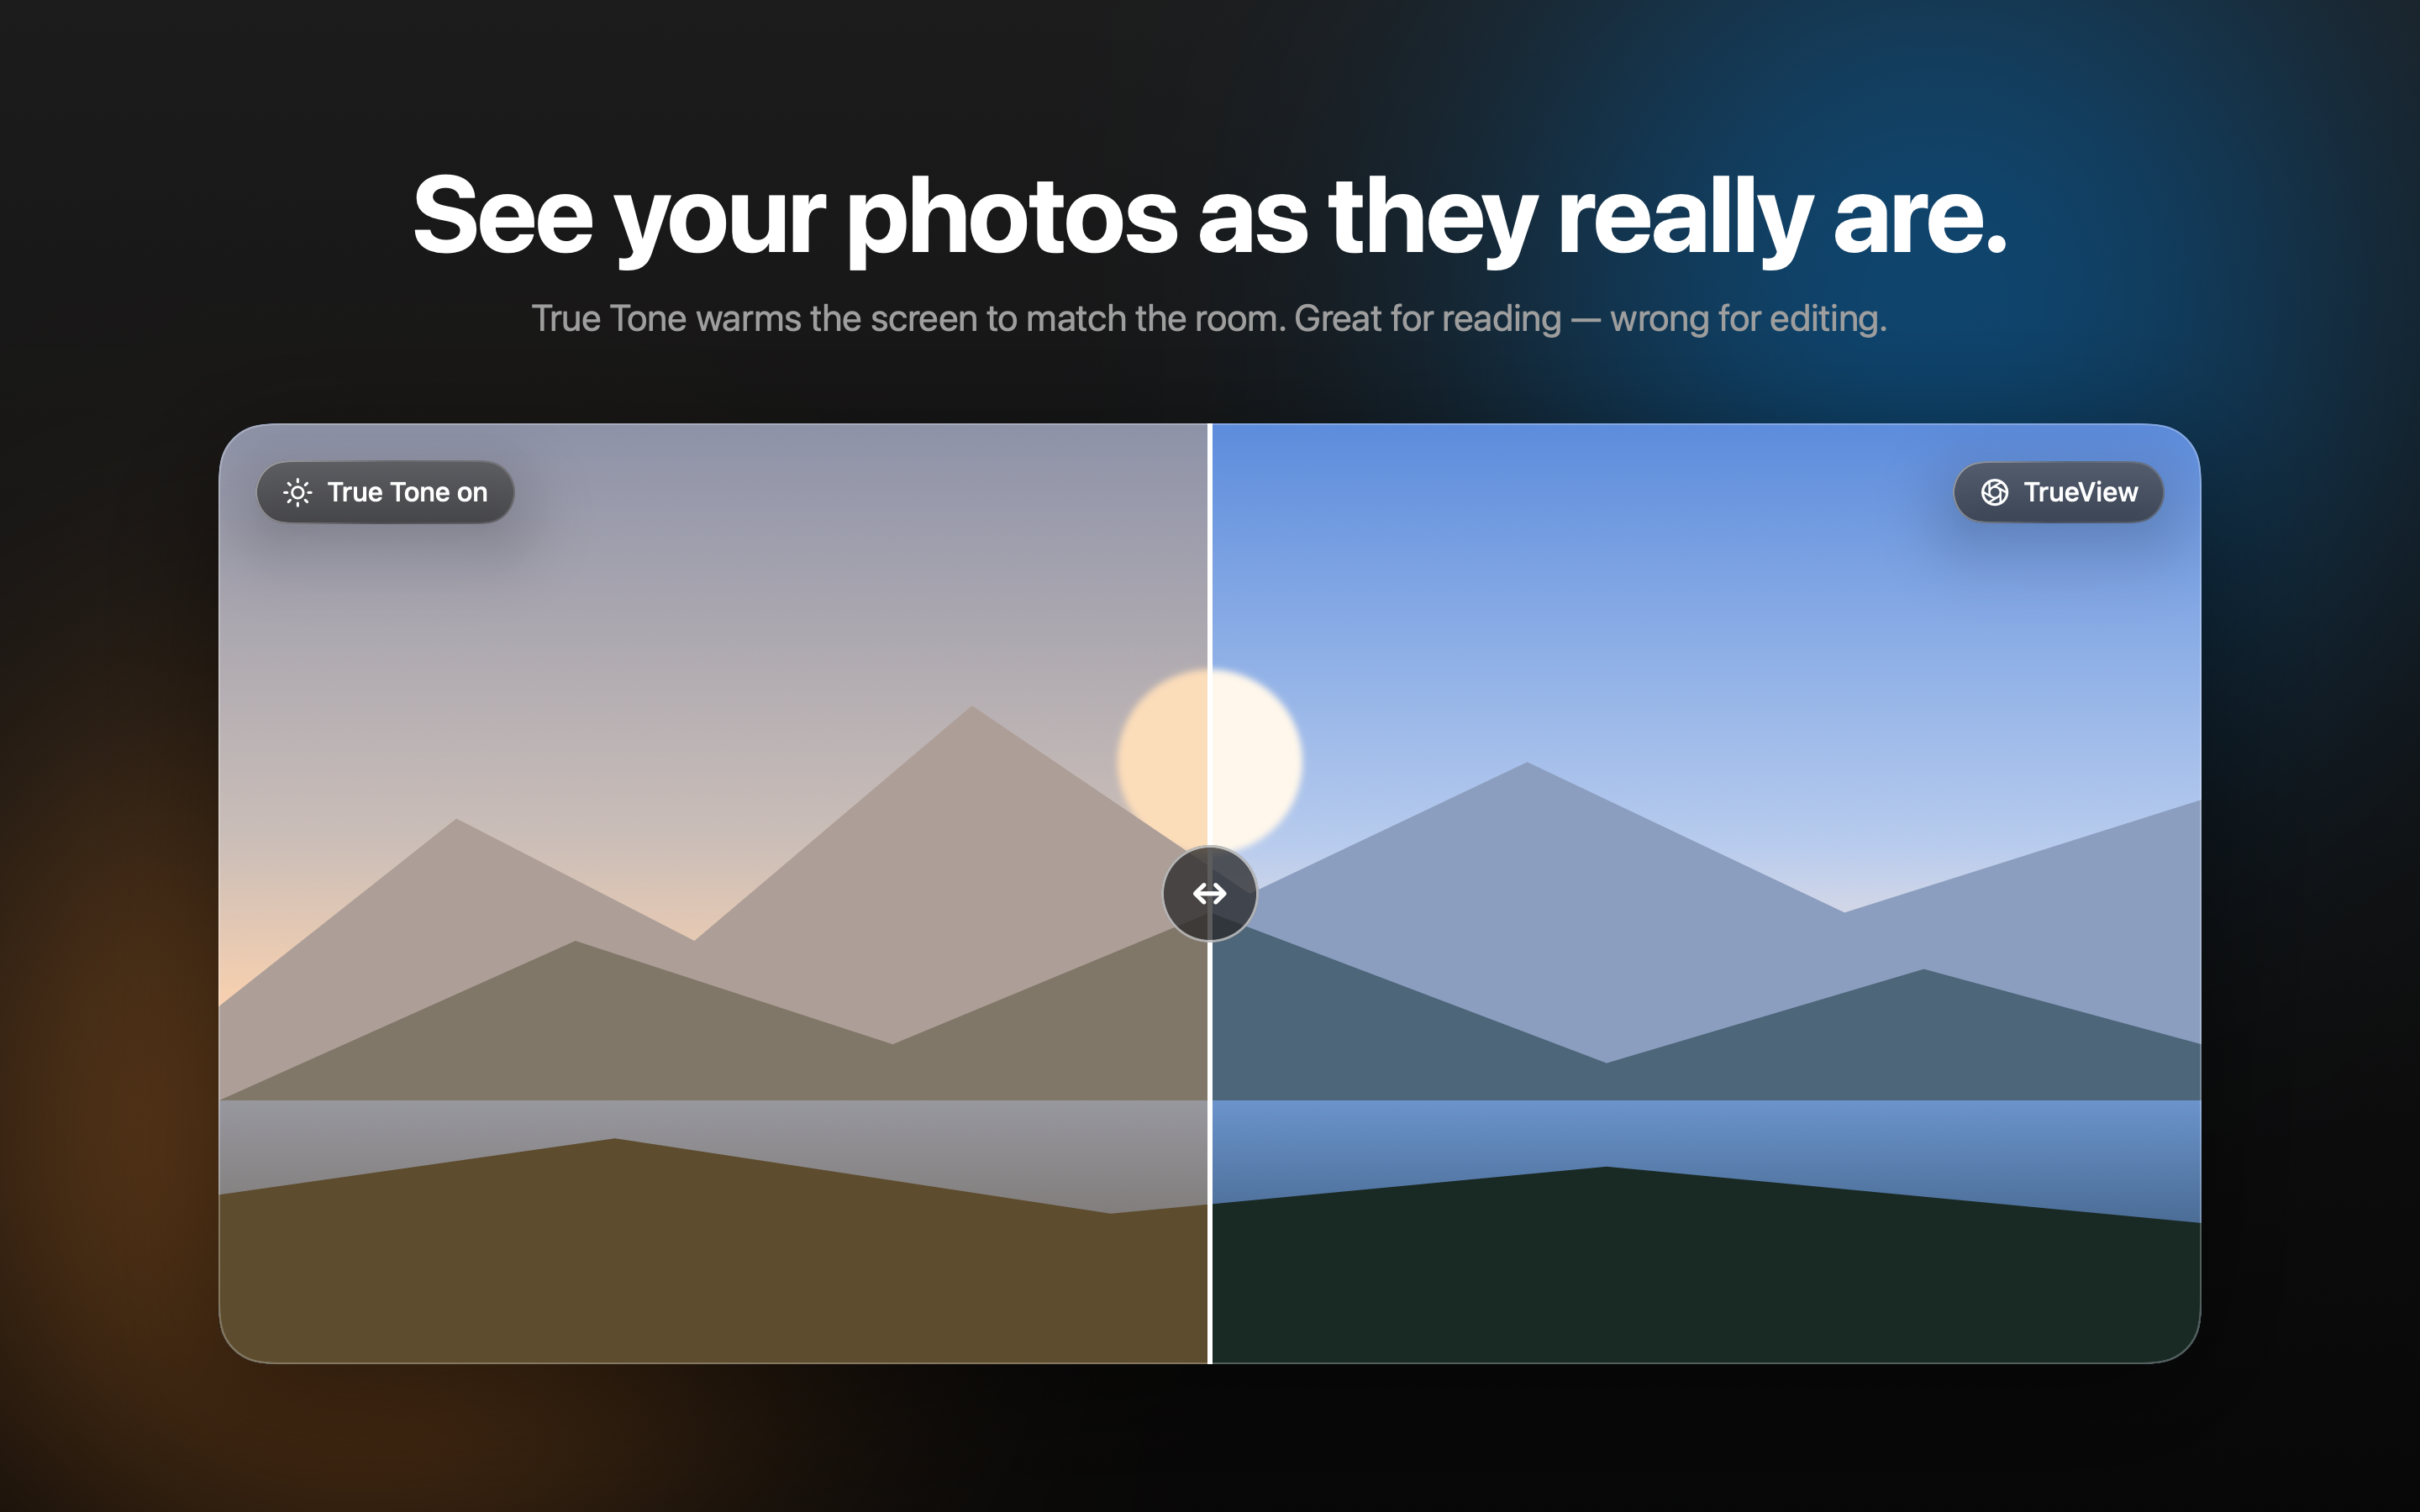 See your photos as they really are.
True Tone warms the screen to match the room. Great for reading — wrong for editing.
True Tone on
TrueView